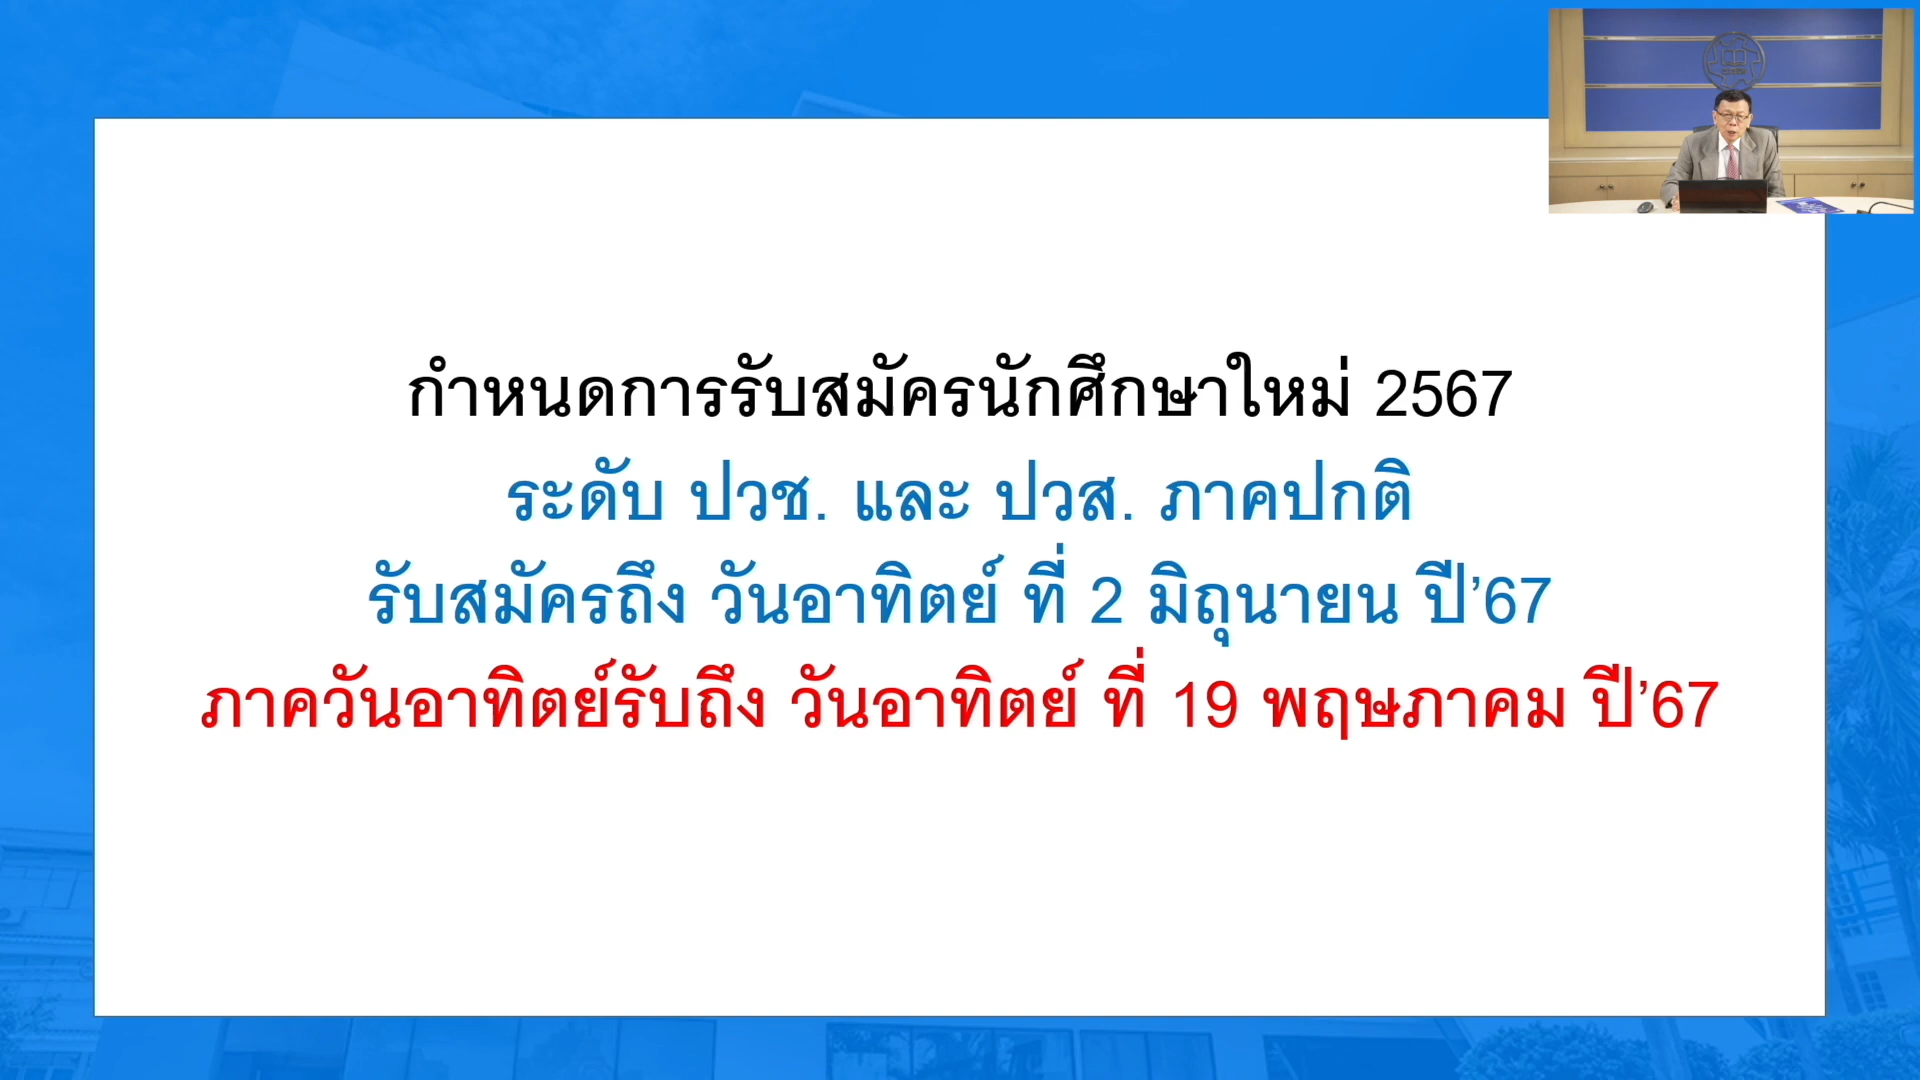 กำหนดการรับสมัครนักศึกษาใหม่ 2567
ระดับ ปวช. และ ปวส. ภาคปกติ
รับสมัครถึง วันอาทิตย์ ที่ 2 มิถุนายน ปี’67
ภาควันอาทิตย์รับถึง วันอาทิตย์ ที่ 19 พฤษภาคม ปี’67